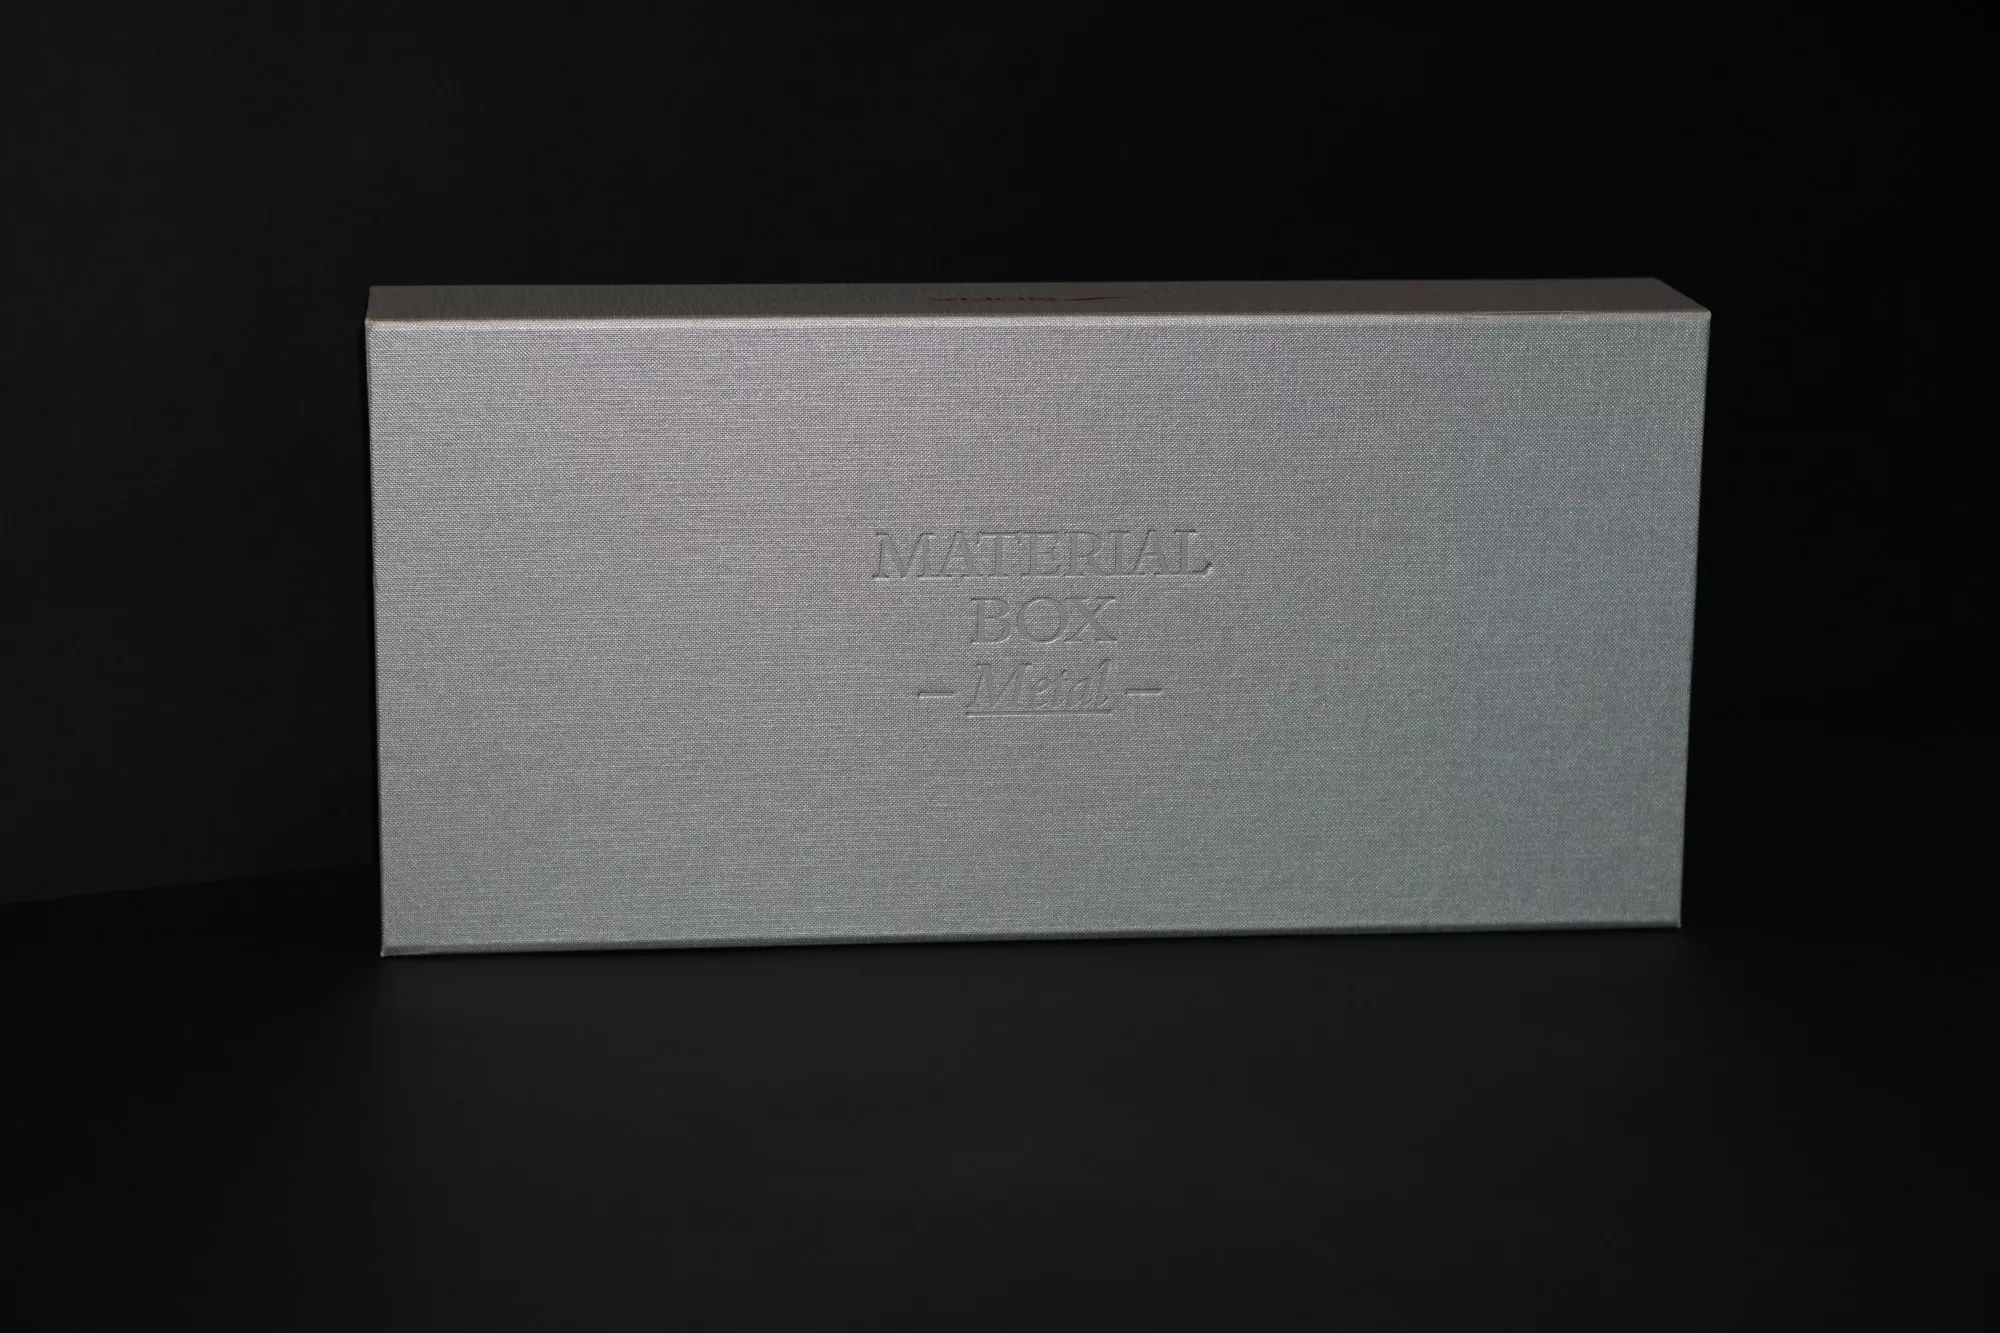 MATERIAL
BOX
– Metal –